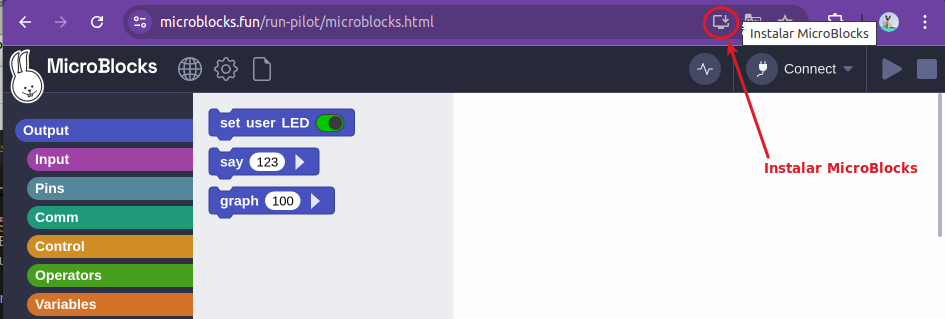 microblocks.fun/run-pilot/microblocks.html
Instalar MicroBlocks
MicroBlocks
Connect
Output
Input
Pins
Comm
Control
Operators
Variables
set user LED
say 123
graph 100
Instalar MicroBlocks